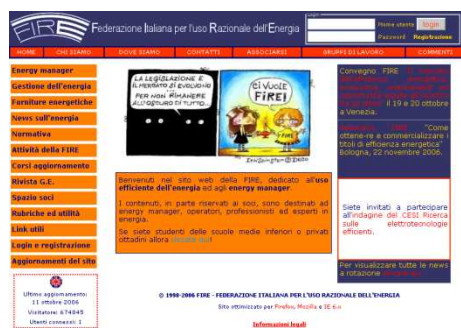 FIRE Federazione Italiana per l'uso Razionale dell'Energia
Nome utente
login
Password Registrazione
HOME CHI SIAMO DOVE SIAMO CONTATTI ASSOCIARSI GRUPPI DI LAVORO COMMENTI
Energy manager
Gestione dell'energia
Forniture energetiche
News sull'energia
Normativa
Attività della FIRE
Corsi aggiornamento
Rivista G.E.
Spazio soci
Rubriche ed utilità
Link utili
Login e registrazione
Aggiornamenti del sito
Ultimo aggiornamento:
11 ottobre 2006
Visitatore: 674845
Utenti connessi: 1
LA LEGISLAZIONE E
IL MERCATO SI EVOLVONO
PER NON RIMANERE
ALL'OSCURO DI TUTTO...
CI VUOLE
FIRE!
Benvenuti nel sito web della FIRE, dedicato all'uso
efficiente dell'energia ed agli energy manager.
I contenuti, in parte riservati ai soci, sono destinati ad
energy manager, operatori, professionisti ed esperti in
energia.
Se siete studenti delle scuole medie inferiori o privati
cittadini allora
Convegno FIRE
il 19 e 20 ottobre
a Venezia.
FIRE "Come
ottene-re e commercializzare i
titoli di efficienza energetica"
Bologna, 22 novembre 2006.
Siete invitati a partecipare
all'indagine del CESI Ricerca
sulle elettrotecnologie
efficienti.
Per visualizzare tutte le news
a rotazione
© 1998-2006 FIRE - FEDERAZIONE ITALIANA PER L'USO RAZIONALE DELL'ENERGIA
Sito ottimizzato per Firefox, Mozilla e IE 6.0
Informazioni legali